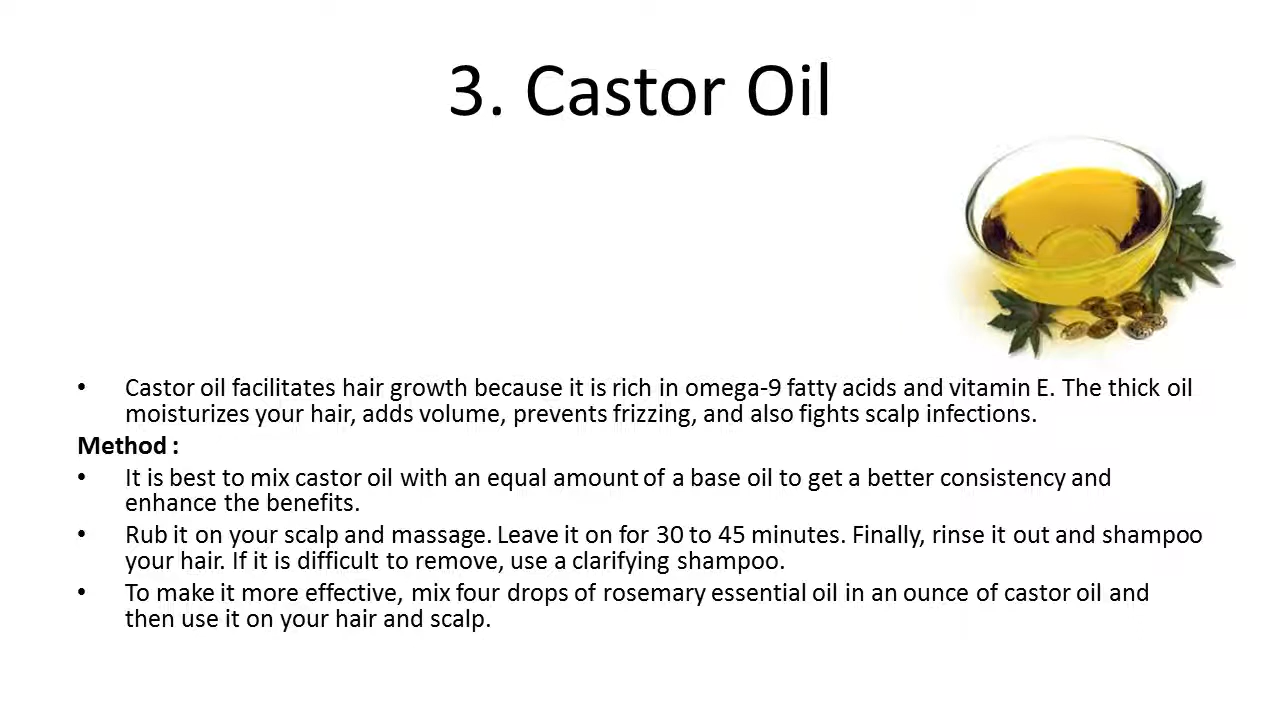 3. Castor Oil
• Castor oil facilitates hair growth because it is rich in omega-9 fatty acids and vitamin E. The thick oil
moisturizes your hair, adds volume, prevents frizzing, and also fights scalp infections.
Method :
• It is best to mix castor oil with an equal amount of a base oil to get a better consistency and
enhance the benefits.
• Rub it on your scalp and massage. Leave it on for 30 to 45 minutes. Finally, rinse it out and shampoo
your hair. If it is difficult to remove, use a clarifying shampoo.
• To make it more effective, mix four drops of rosemary essential oil in an ounce of castor oil and
then use it on your hair and scalp.